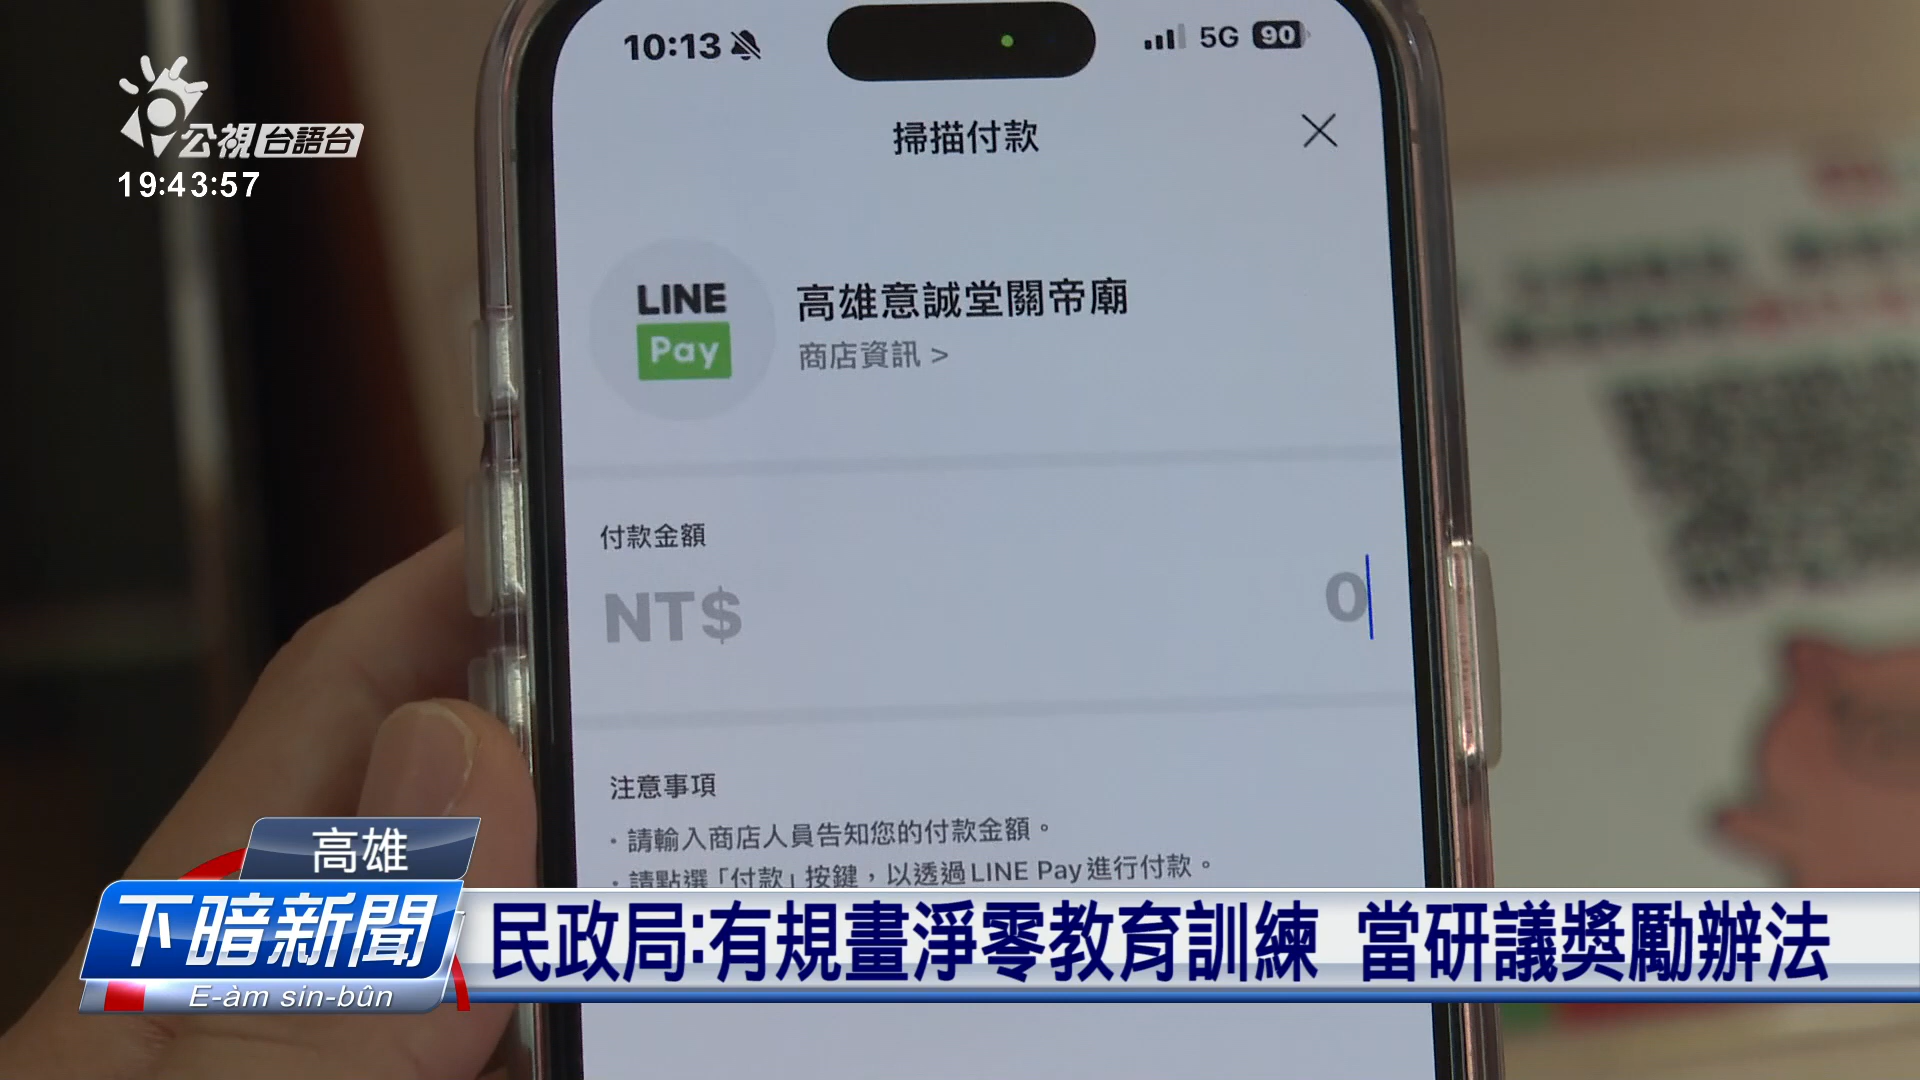 10:13
5G 90
公視台語台
19:43:57
掃描付款
LINE
Pay
高雄意誠堂關帝廟
商店資訊 >
付款金額
NT$ 0
注意事項
・請輸入商店人員告知您的付款金額。
・請點選「付款」按鍵，以透過LINE Pay進行付款。
高雄
下暗新聞
E-àm sin-bûn
民政局:有規畫淨零教育訓練 當研議獎勵辦法